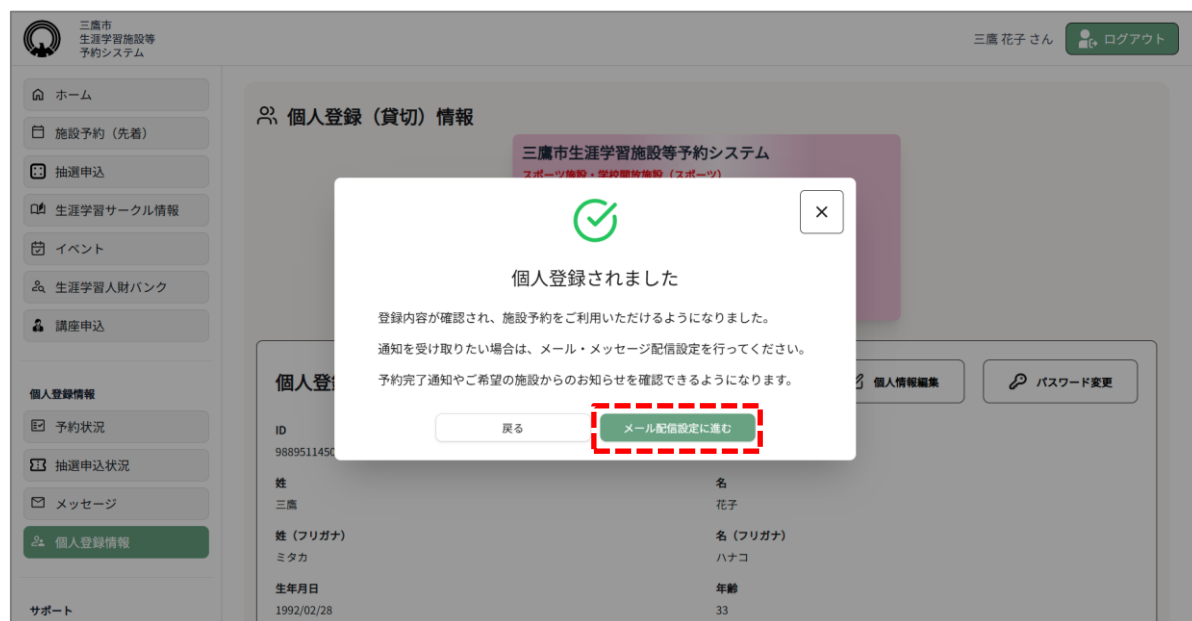 三鷹市
生涯学習施設等
予約システム
三鷹 花子 さん
ログアウト
ホーム
施設予約（先着）
抽選申込
生涯学習サークル情報
イベント
生涯学習人財バンク
講座申込
個人登録情報
予約状況
抽選申込状況
メッセージ
個人登録情報
サポート
個人登録（貸切）情報
三鷹市生涯学習施設等予約システム
スポーツ施設・学校開放施設（スポーツ）
個人登録されました
登録内容が確認され、施設予約をご利用いただけるようになりました。
通知を受け取りたい場合は、メール・メッセージ配信設定を行ってください。
予約完了通知やご希望の施設からのお知らせを確認できるようになります。
戻る
メール配信設定に進む
個人登
個人情報編集
パスワード変更
ID
988951145
姓
三鷹
名
花子
姓（フリガナ）
ミタカ
名（フリガナ）
ハナコ
生年月日
1992/02/28
年齢
33